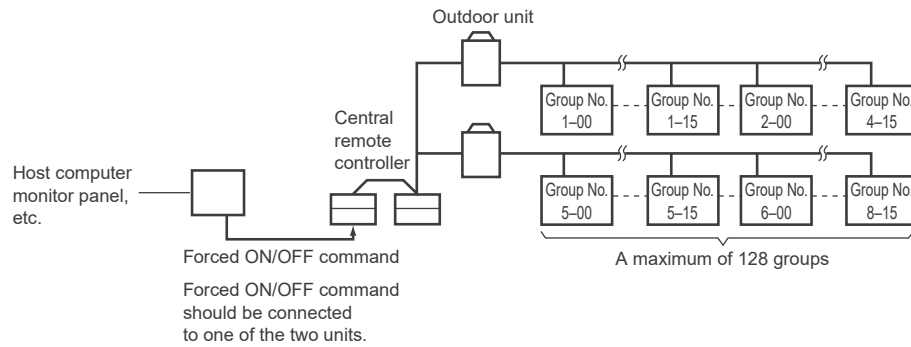 Outdoor unit
Central
remote
controller
Host computer
monitor panel,
etc.
Group No.
1–00
Group No.
1–15
Group No.
2–00
Group No.
4–15
Group No.
5–00
Group No.
5–15
Group No.
6–00
Group No.
8–15
Forced ON/OFF command
A maximum of 128 groups
Forced ON/OFF command
should be connected
to one of the two units.